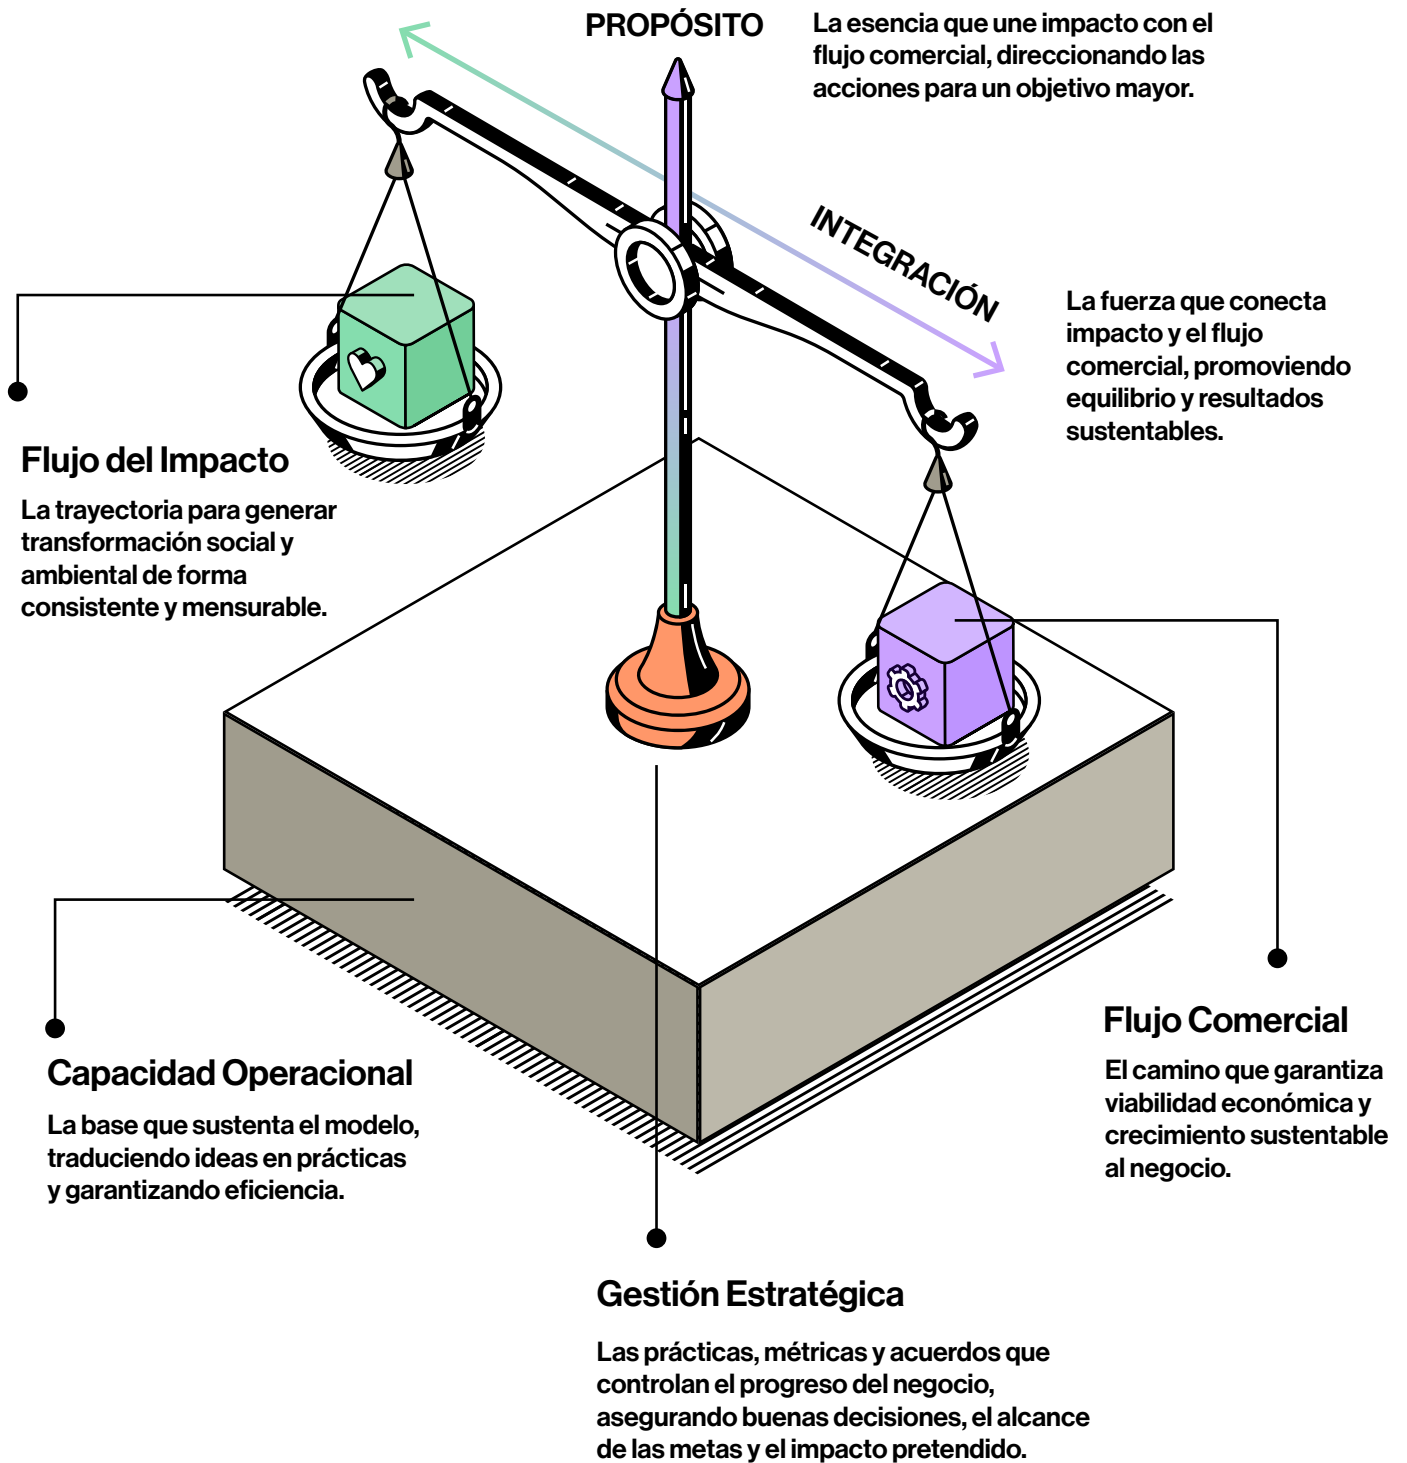 PROPÓSITO
La esencia que une impacto con el
flujo comercial, direccionando las
acciones para un objetivo mayor.
INTEGRACIÓN
La fuerza que conecta
impacto y el flujo
comercial, promoviendo
equilibrio y resultados
sustentables.
Flujo del Impacto
La trayectoria para generar
transformación social y
ambiental de forma
consistente y mensurable.
Flujo Comercial
El camino que garantiza
viabilidad económica y
crecimiento sustentable
al negocio.
Capacidad Operacional
La base que sustenta el modelo,
traduciendo ideas en prácticas
y garantizando eficiencia.
Gestión Estratégica
Las prácticas, métricas y acuerdos que
controlan el progreso del negocio,
asegurando buenas decisiones, el alcance
de las metas y el impacto pretendido.